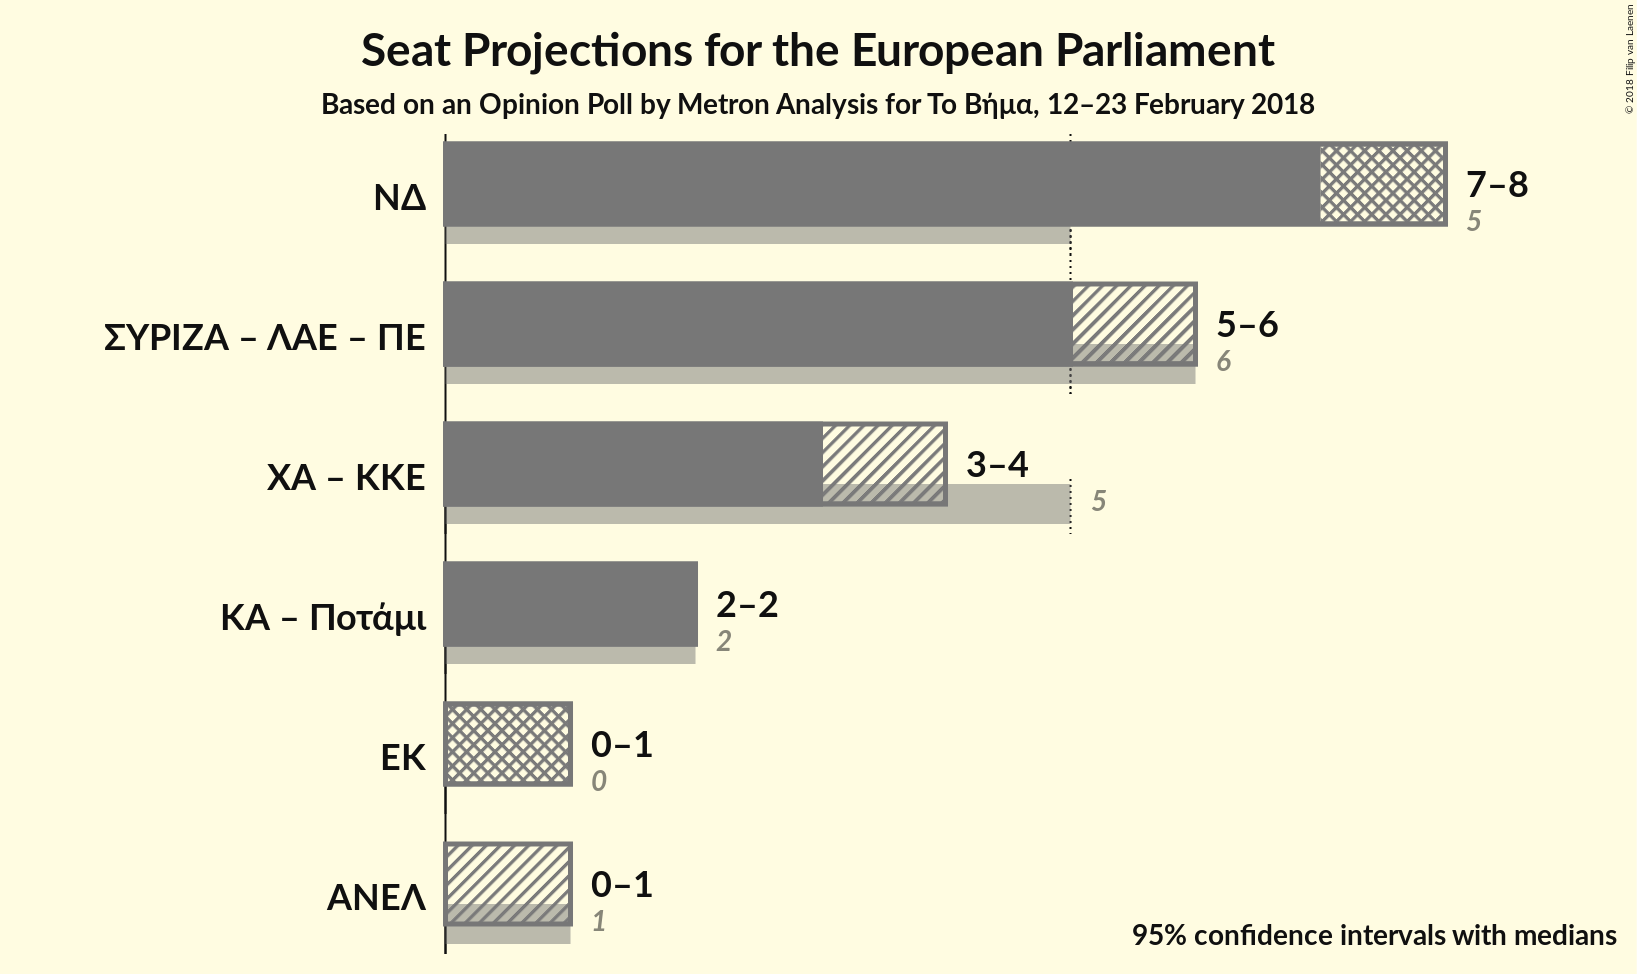 Seat Projections for the European Parliament
Based on an Opinion Poll by Metron Analysis for Το Βήμα, 12–23 February 2018
© 2018 Filip van Laenen
ΝΔ
7–8
5
ΣΥΡΙΖΑ – ΛΑΕ – ΠΕ
5–6
6
ΧΑ – ΚΚΕ
3–4
5
ΚΑ – Ποτάμι
2–2
2
ΕΚ
0–1
0
ΑΝΕΛ
0–1
1
95% confidence intervals with medians